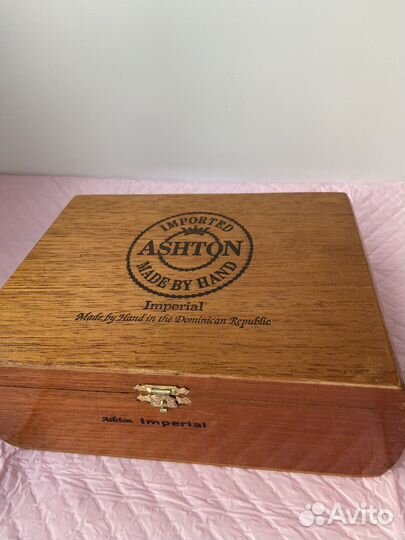 IMPORTED
ASHTON
MADE BY HAND
Imperial
Made by Hand in the Dominican Republic
Ashton Imperial
Avito